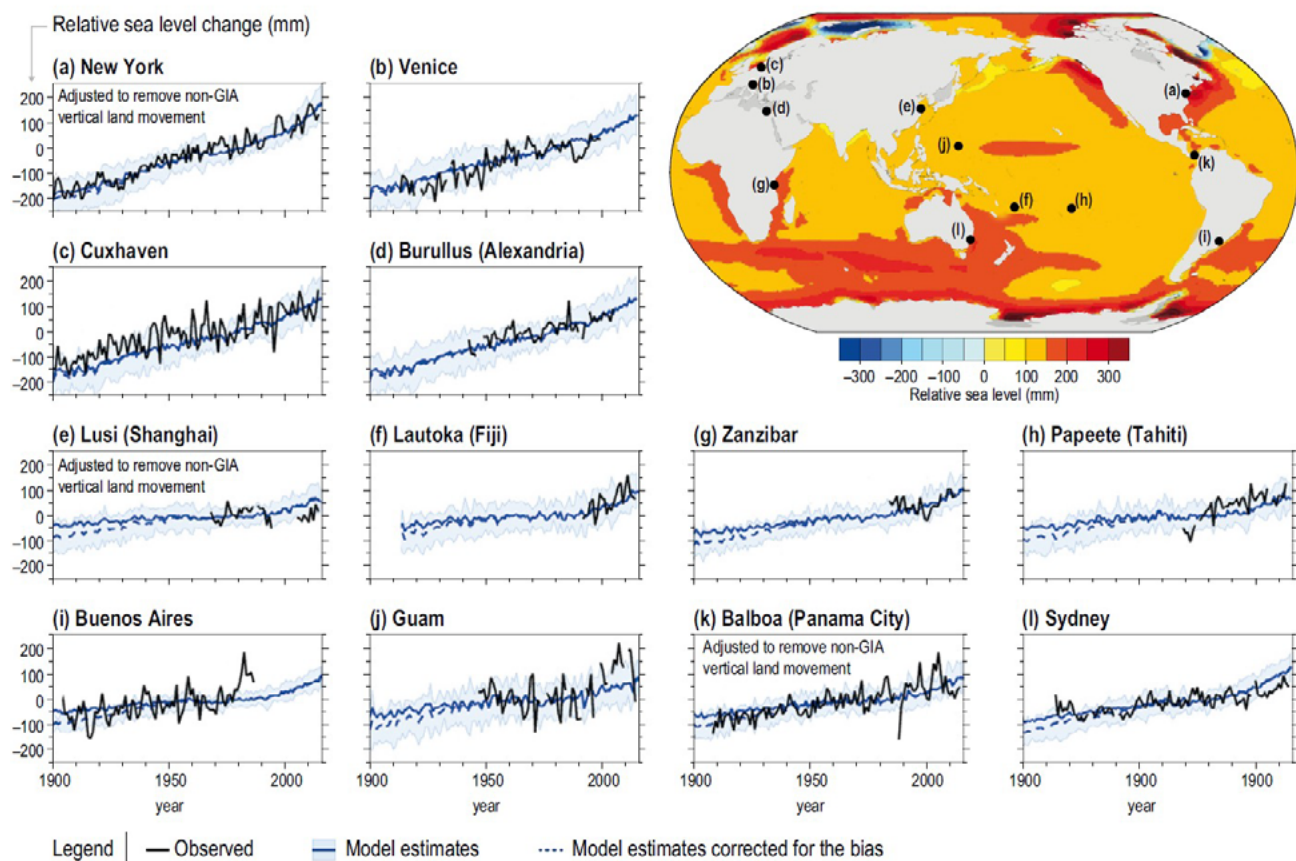 Relative sea level change (mm)
(a) New York
Adjusted to remove non-GIA
vertical land movement
200
100
0
–100
–200
(b) Venice
(c) Cuxhaven
200
100
0
–100
–200
(d) Burullus (Alexandria)
(a)
(b)
(c)
(d)
(e)
(f)
(g)
(h)
(i)
(j)
(k)
(l)
–300 –200 –100 0 100 200 300
Relative sea level (mm)
(e) Lusi (Shanghai)
Adjusted to remove non-GIA
vertical land movement
200
100
0
–100
–200
(f) Lautoka (Fiji)
(g) Zanzibar
(h) Papeete (Tahiti)
(i) Buenos Aires
200
100
0
–100
–200
1900 1950 2000
year
(j) Guam
1900 1950 2000
year
(k) Balboa (Panama City)
Adjusted to remove non-GIA
vertical land movement
1900 1950 2000
year
(l) Sydney
1900 1900 1900
year
Legend Observed Model estimates Model estimates corrected for the bias